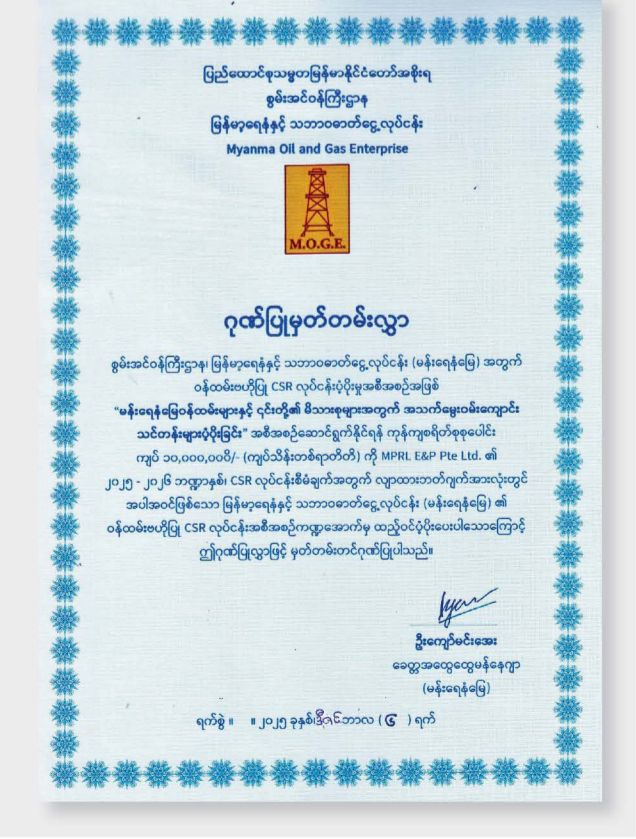 ပြည်ထောင်စုသမ္မတမြန်မာနိုင်ငံတော်အစိုးရ
စွမ်းအင်ဝန်ကြီးဌာန
မြန်မာ့ရေနံနှင့် သဘာဝဓာတ်ငွေ့လုပ်ငန်း
Myanma Oil and Gas Enterprise
M.O.G.E.
ဂုဏ်ပြုမှတ်တမ်းလွှာ
စွမ်းအင်ဝန်ကြီးဌာန၊ မြန်မာ့ရေနံနှင့် သဘာဝဓာတ်ငွေ့လုပ်ငန်း (မန်းရေနံမြေ) အတွက်
ဝန်ထမ်းဗဟိုပြု CSR လုပ်ငန်းပံ့ပိုးမှုအစီအစဉ်အဖြစ်
"မန်းရေနံမြေဝန်ထမ်းများနှင့် ၎င်းတို့၏ မိသားစုများအတွက် အသက်မွေးဝမ်းကျောင်း
သင်တန်းများပံ့ပိုးခြင်း" အစီအစဉ်ဆောင်ရွက်နိုင်ရန် ကုန်ကျစရိတ်စုစုပေါင်း
ကျပ် ၁၀,၀၀၀,၀၀၀ိ/- (ကျပ်သိန်းတစ်ရာတိတိ) ကို MPRL E&P Pte Ltd. ၏
၂၀၂၅ - ၂၀၂၆ ဘဏ္ဍာနှစ်၊ CSR လုပ်ငန်းစီမံချက်အတွက် လျာထားဘတ်ဂျက်အားလုံးတွင်
အပါအဝင်ဖြစ်သော မြန်မာ့ရေနံနှင့် သဘာဝဓာတ်ငွေ့လုပ်ငန်း (မန်းရေနံမြေ) ၏
ဝန်ထမ်းဗဟိုပြု CSR လုပ်ငန်းအစီအစဉ်ကဏ္ဍအောက်မှ ထည့်ဝင်ပံ့ပိုးပေးပါသောကြောင့်
ဤဂုဏ်ပြုလွှာဖြင့် မှတ်တမ်းတင်ဂုဏ်ပြုပါသည်။
ဦးကျော်မင်းအေး
ခေတ္တအထွေထွေမန်နေဂျာ
(မန်းရေနံမြေ)
ရက်စွဲ ။ ။ ၂၀၂၅ ခုနှစ်၊ ဒီဇင်ဘာလ ( ) ရက်